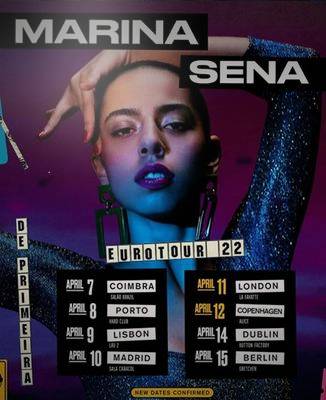 MARINA
SENA
DE PRIMEIRA
EUROTOUR '22
APRIL 7 COIMBRA
SALÃO BRAZIL
APRIL 8 PORTO
HARD CLUB
APRIL 9 LISBON
LAV 2
APRIL 10 MADRID
SALA CARACOL
APRIL 11 LONDON
LA FAYETTE
APRIL 12 COPENHAGEN
ALICE
APRIL 14 DUBLIN
BUTTON FACTORY
APRIL 15 BERLIN
GRETCHEN
NEW DATES CONFIRMED